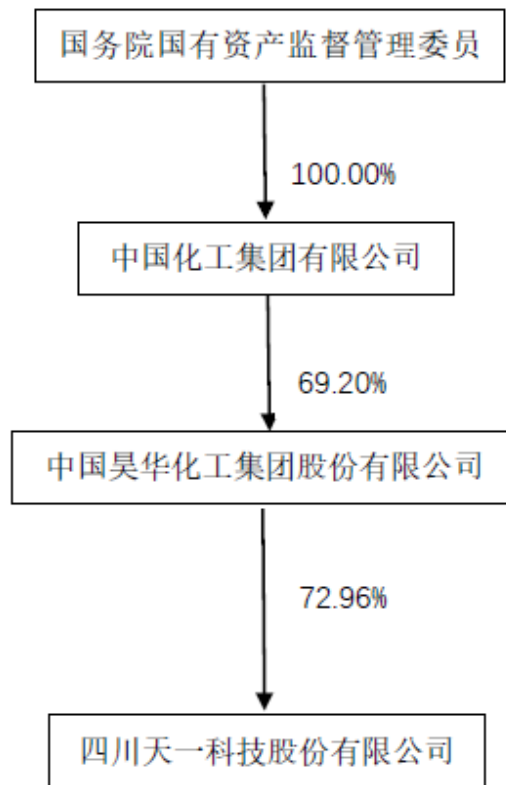 国务院国有资产监督管理委员
100.00%
中国化工集团有限公司
69.20%
中国昊华化工集团股份有限公司
72.96%
四川天一科技股份有限公司